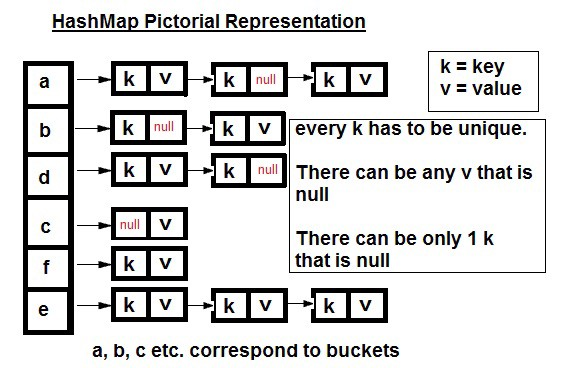 HashMap Pictorial Representation
k = key
v = value
a k v k null k v
b k null k v
d k v k null
c null v
f k v
e k v k v k v
every k has to be unique.
There can be any v that is
null
There can be only 1 k
that is null
a, b, c etc. correspond to buckets